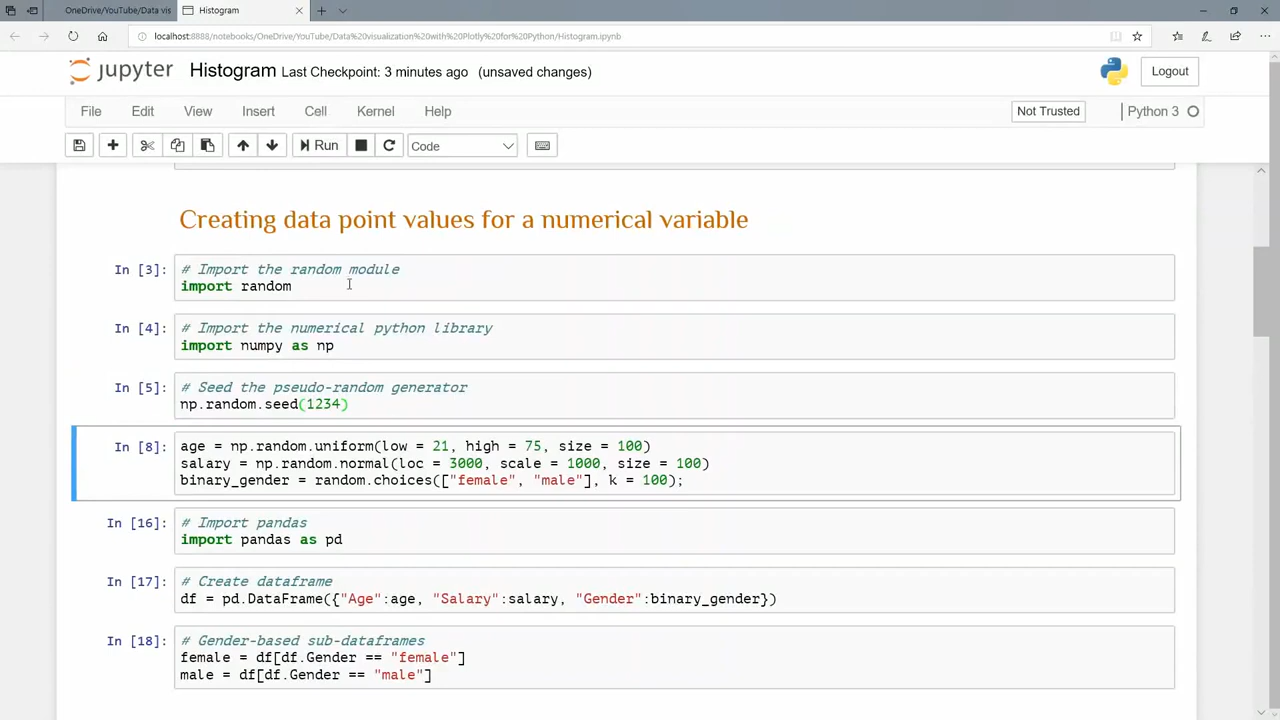 OneDrive/YouTube/Data vis
Histogram
localhost:8888/notebooks/OneDrive/YouTube/Data%20visualization%20with%20Plotly%20for%20Python/Histogram.ipynb
jupyter Histogram Last Checkpoint: 3 minutes ago (unsaved changes)
Logout
File Edit View Insert Cell Kernel Help
Not Trusted
Python 3
Run
Code
Creating data point values for a numerical variable
In [3]: # Import the random module
import random
In [4]: # Import the numerical python library
import numpy as np
In [5]: # Seed the pseudo-random generator
np.random.seed(1234)
In [8]: age = np.random.uniform(low = 21, high = 75, size = 100)
salary = np.random.normal(loc = 3000, scale = 1000, size = 100)
binary_gender = random.choices(["female", "male"], k = 100);
In [16]: # Import pandas
import pandas as pd
In [17]: # Create dataframe
df = pd.DataFrame({"Age":age, "Salary":salary, "Gender":binary_gender})
In [18]: # Gender-based sub-dataframes
female = df[df.Gender == "female"]
male = df[df.Gender == "male"]